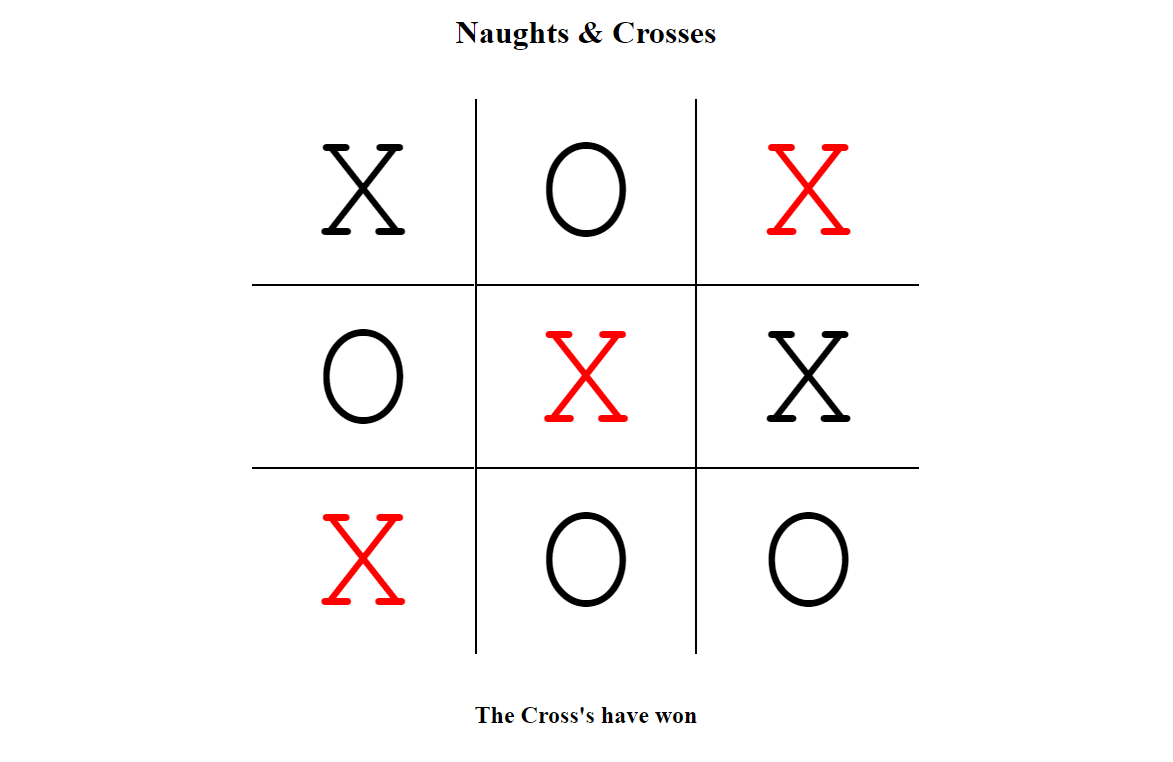 Naughts & Crosses
X O X
O X X
X O O
The Cross's have won